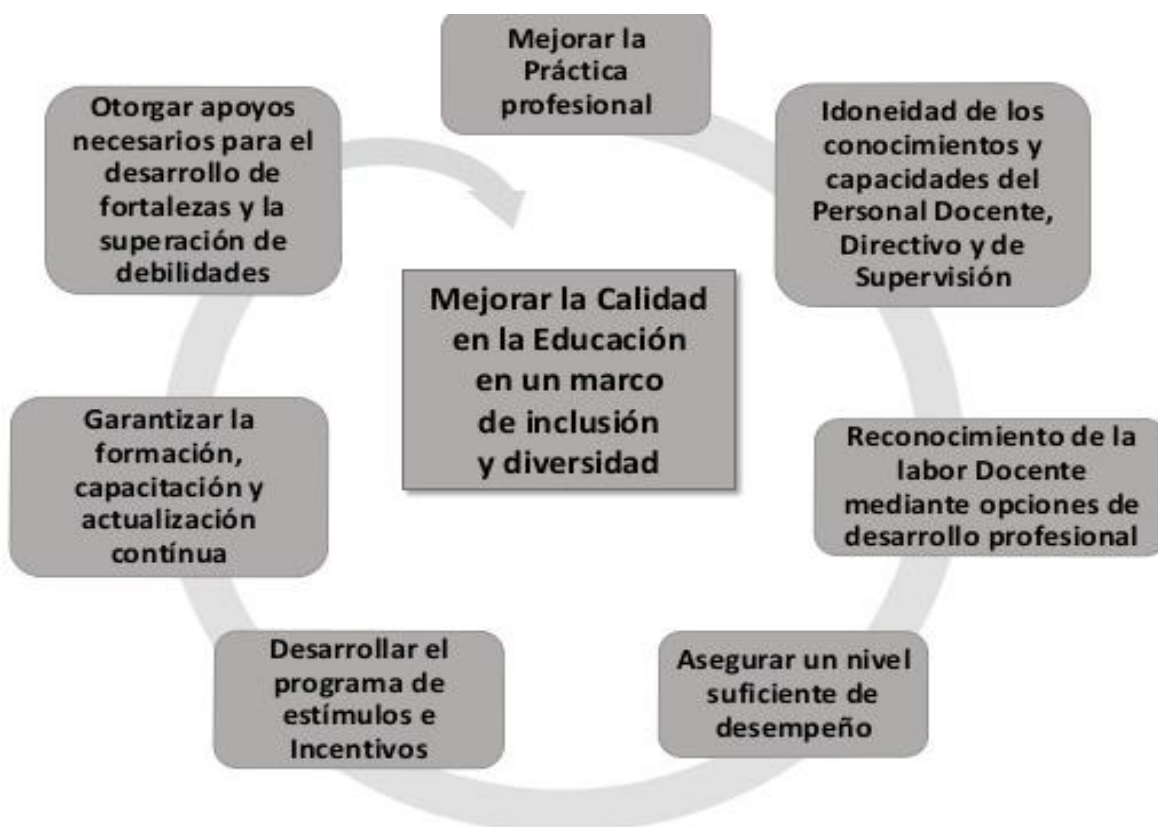 Mejorar la
Práctica
profesional
Idoneidad de los
conocimientos y
capacidades del
Personal Docente,
Directivo y de
Supervisión
Reconocimiento de la
labor Docente
mediante opciones de
desarrollo profesional
Asegurar un nivel
suficiente de
desempeño
Desarrollar el
programa de
estímulos e
Incentivos
Garantizar la
formación,
capacitación y
actualización
contínua
Otorgar apoyos
necesarios para el
desarrollo de
fortalezas y la
superación de
debilidades
Mejorar la Calidad
en la Educación
en un marco
de inclusión
y diversidad